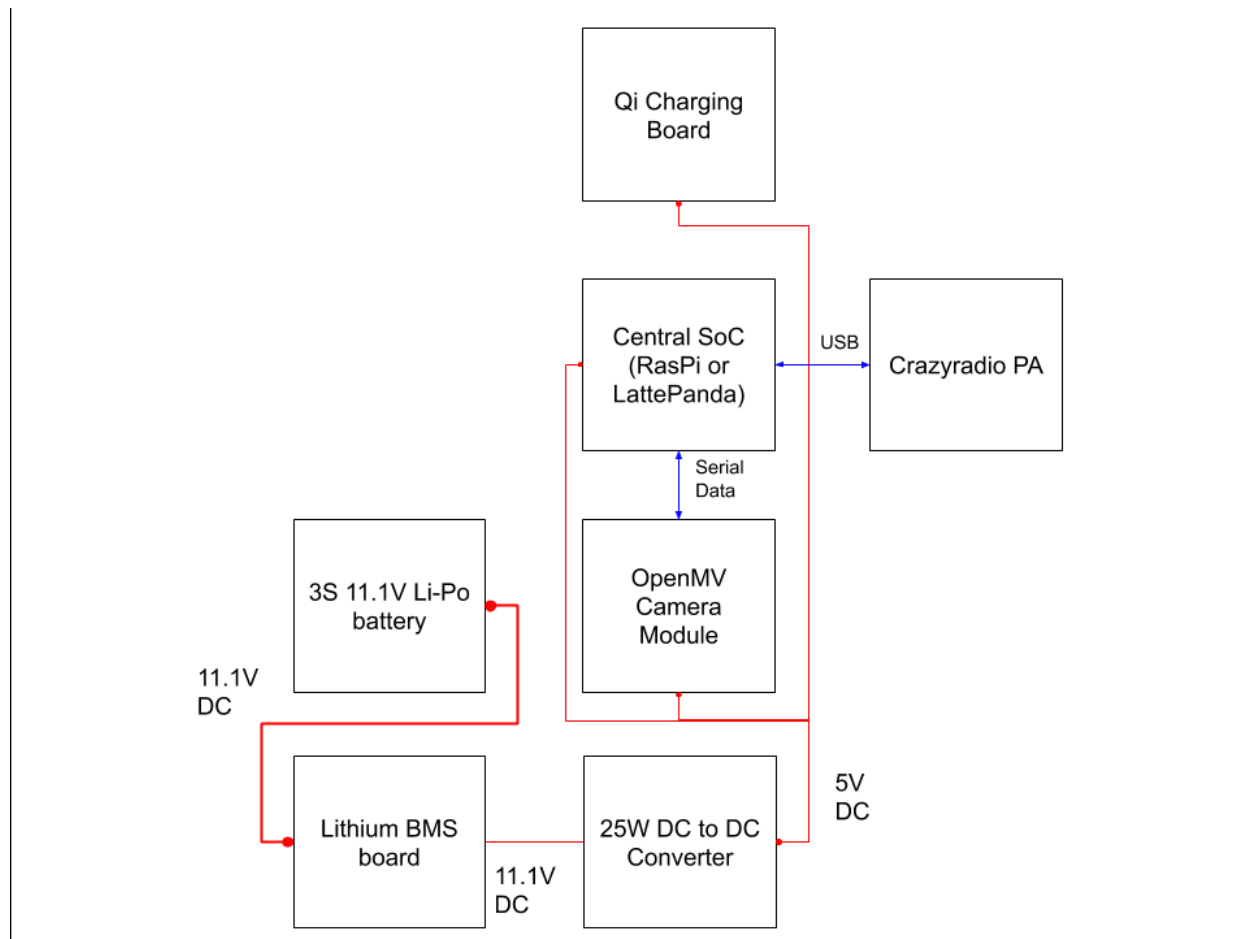 Qi Charging
Board
Central SoC
(RasPi or
LattePanda)
USB
Crazyradio PA
Serial
Data
OpenMV
Camera
Module
3S 11.1V Li-Po
battery
11.1V
DC
Lithium BMS
board
11.1V
DC
25W DC to DC
Converter
5V
DC